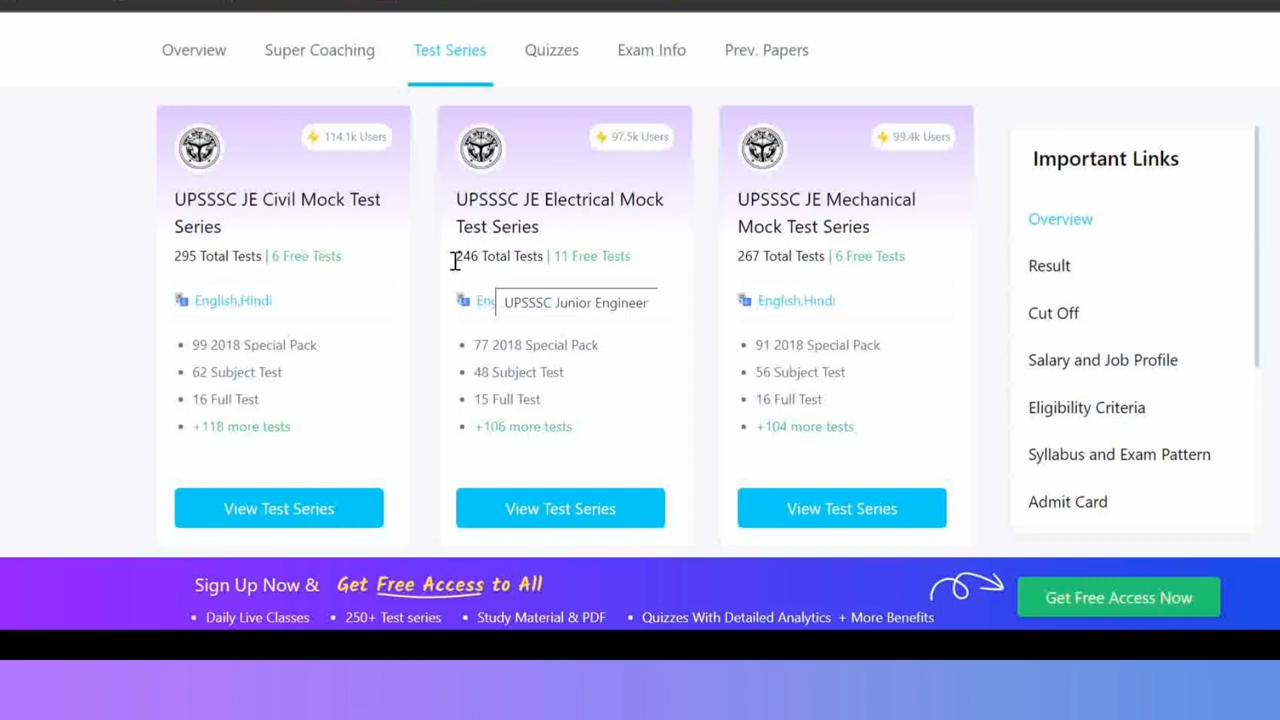 Overview Super Coaching Test Series Quizzes Exam Info Prev. Papers
114.1k Users
UPSSSC JE Civil Mock Test
Series
295 Total Tests | 6 Free Tests
English,Hindi
99 2018 Special Pack
62 Subject Test
16 Full Test
+118 more tests
View Test Series
97.5k Users
UPSSSC JE Electrical Mock
Test Series
246 Total Tests | 11 Free Tests
Eng
UPSSSC Junior Engineer
77 2018 Special Pack
48 Subject Test
15 Full Test
+106 more tests
View Test Series
99.4k Users
UPSSSC JE Mechanical
Mock Test Series
267 Total Tests | 6 Free Tests
English,Hindi
91 2018 Special Pack
56 Subject Test
16 Full Test
+104 more tests
View Test Series
Important Links
Overview
Result
Cut Off
Salary and Job Profile
Eligibility Criteria
Syllabus and Exam Pattern
Admit Card
Sign Up Now & Get Free Access to All
Daily Live Classes • 250+ Test series • Study Material & PDF • Quizzes With Detailed Analytics + More Benefits
Get Free Access Now